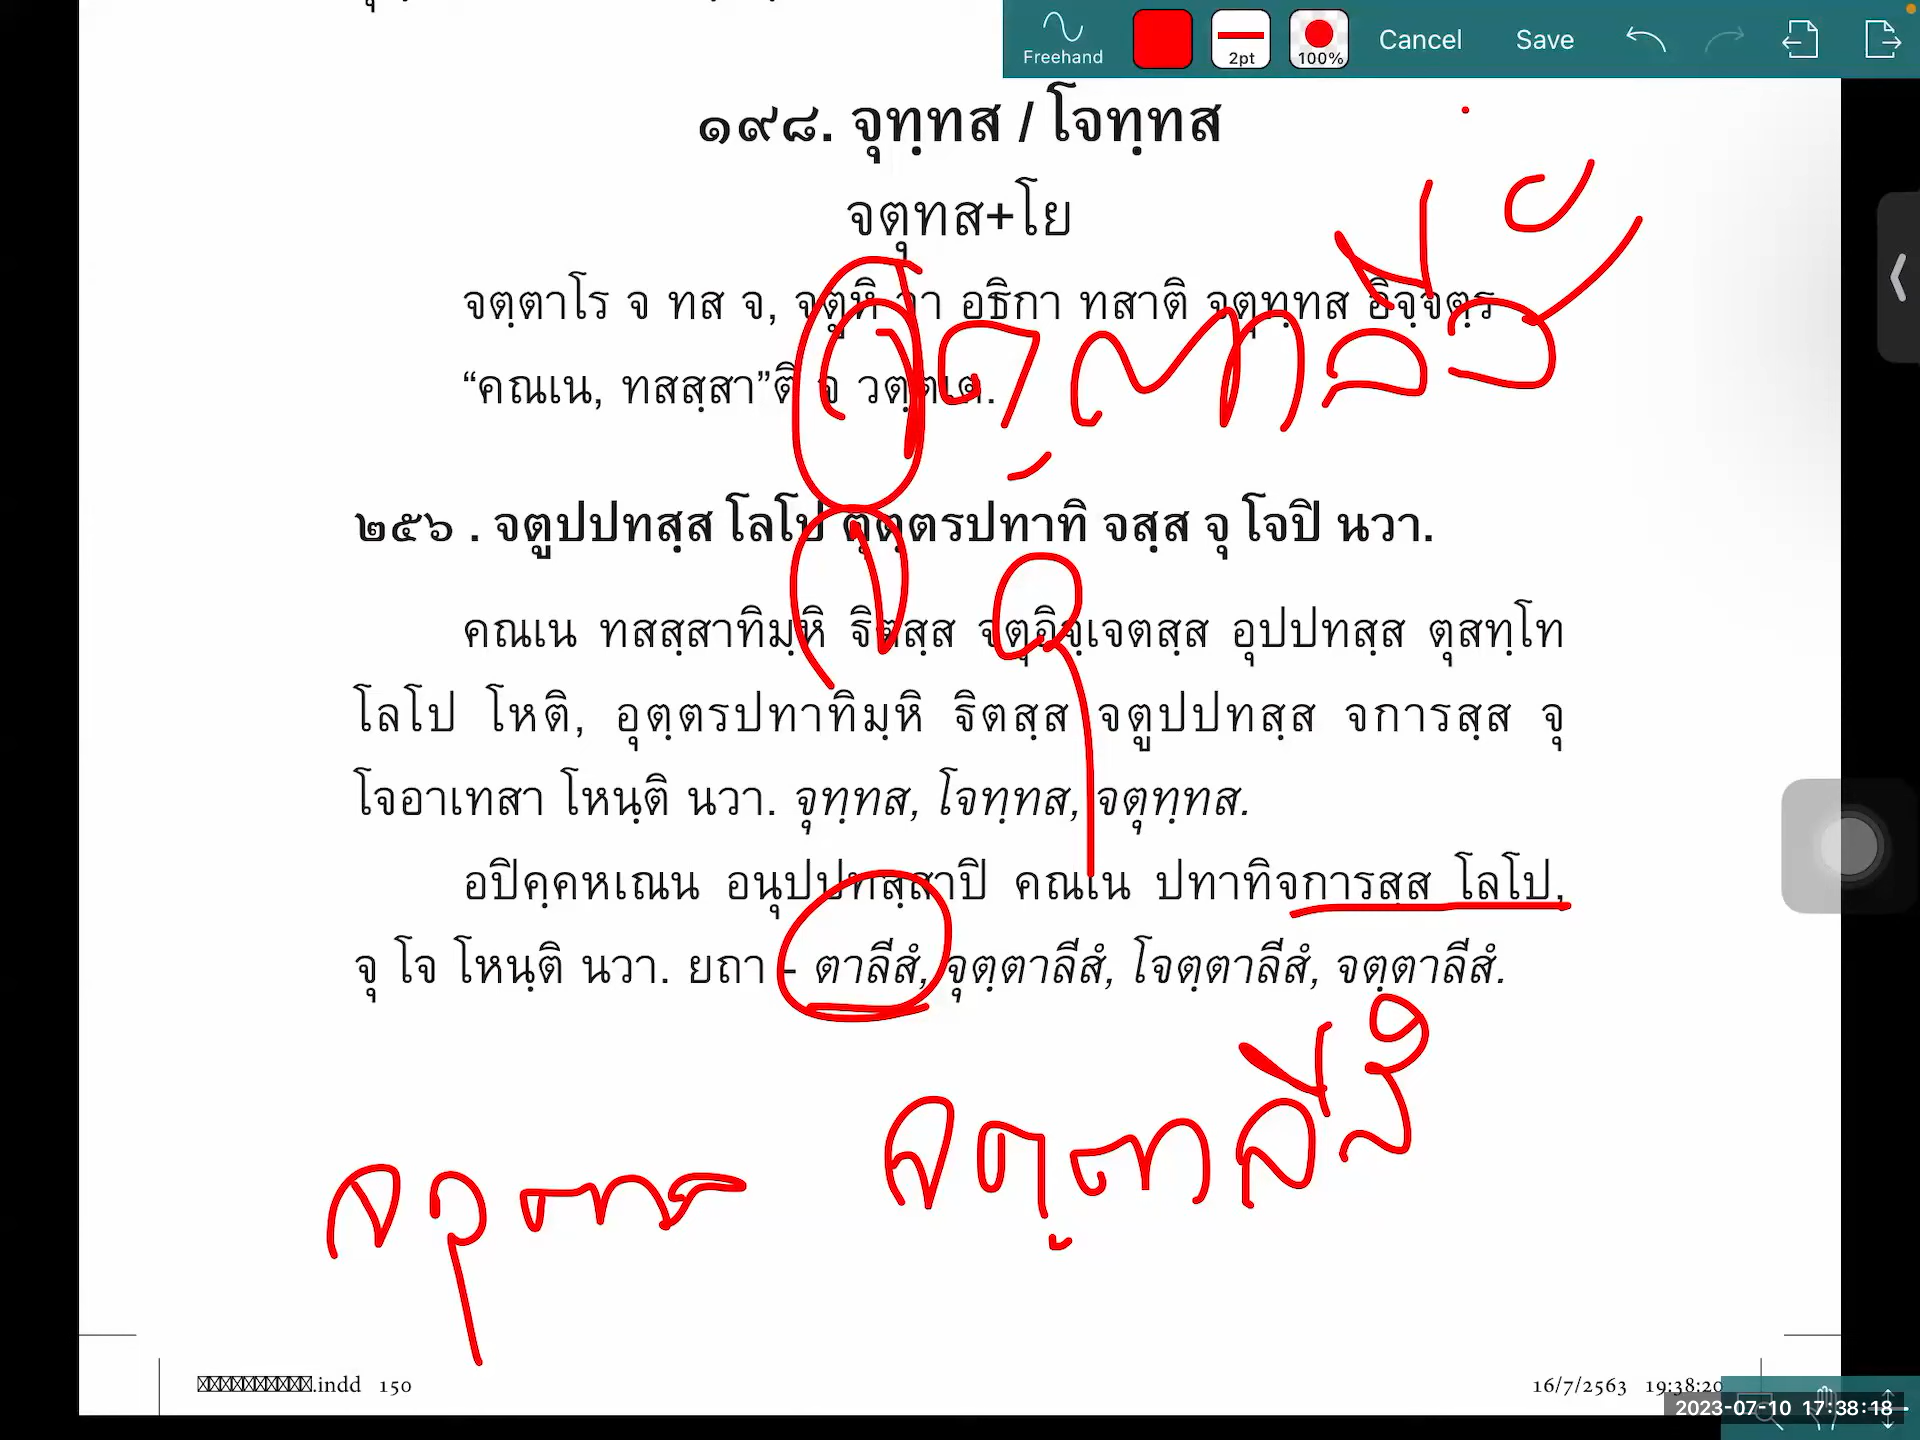 Freehand 2pt 100% Cancel Save
๑๙๘. จุทฺทส / โจทฺทส
จตุทส+โย
จตฺตาโร จ ทส จ, จตูหิ วา อธิกา ทสาติ จตุทฺทส อิจฺจตฺร
“คณเน, ทสสฺสา”ติ จ วตฺตเต.
๒๕๖ . จตูปปทสฺส โลโป ตุตฺตรปทาทิ จสฺส จุ โจปิ นวา.
คณเน ทสสฺสาทิมฺหิ ฐิตสฺส จตุอิจฺเจตสฺส อุปปทสฺส ตุสทฺโท
โลโป โหติ, อุตฺตรปทาทิมฺหิ ฐิตสฺส จตูปปทสฺส จการสฺส จุ
โจอาเทสา โหนฺติ นวา. จุทฺทส, โจทฺทส, จตุทฺทส.
อปิคฺคหเณน อนุปปทสฺสาปิ คณเน ปทาทิจการสฺส โลโป,
จุ โจ โหนฺติ นวา. ยถา - ตาลีสํ, จุตฺตาลีสํ, โจตฺตาลีสํ, จตฺตาลีสํ.
จตฺตาลีสํ
.indd 150
16/7/2563 19:38:20
2023-07-10 17:38:18